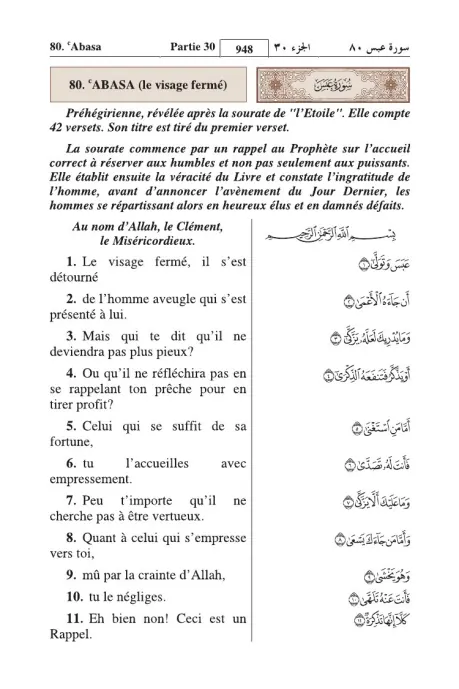 80. ʿAbasa Partie 30 948 الجزء ٣٠ سورة عبس ٨٠
80. ʿABASA (le visage fermé) سُورَةُ عَبَسَ
Préhégirienne, révélée après la sourate de "l'Etoile". Elle compte
42 versets. Son titre est tiré du premier verset.
La sourate commence par un rappel au Prophète sur l'accueil
correct à réserver aux humbles et non pas seulement aux puissants.
Elle établit ensuite la véracité du Livre et constate l'ingratitude de
l'homme, avant d'annoncer l'avènement du Jour Dernier, les
hommes se répartissant alors en heureux élus et en damnés défaits.
Au nom d'Allah, le Clément,
le Miséricordieux.
بِسْمِ اللَّهِ الرَّحْمَٰنِ الرَّحِيمِ
1. Le visage fermé, il s'est
détourné
عَبَسَ وَتَوَلَّىٰ ١
2. de l'homme aveugle qui s'est
présenté à lui.
أَن جَاءَهُ الْأَعْمَىٰ ٢
3. Mais qui te dit qu'il ne
deviendra pas plus pieux?
وَمَا يُدْرِيكَ لَعَلَّهُ يَزَّكَّىٰ ٣
4. Ou qu'il ne réfléchira pas en
se rappelant ton prêche pour en
tirer profit?
أَوْ يَذَّكَّرُ فَتَنفَعَهُ الذِّكْرَىٰ ٤
5. Celui qui se suffit de sa
fortune,
أَمَّا مَنِ اسْتَغْنَىٰ ٥
6. tu l'accueilles avec
empressement.
فَأَنتَ لَهُ تَصَدَّىٰ ٦
7. Peu t'importe qu'il ne
cherche pas à être vertueux.
وَمَا عَلَيْكَ أَلَّا يَزَّكَّىٰ ٧
8. Quant à celui qui s'empresse
vers toi,
وَأَمَّا مَن جَاءَكَ يَسْعَىٰ ٨
9. mû par la crainte d'Allah,
وَهُوَ يَخْشَىٰ ٩
10. tu le négliges.
فَأَنتَ عَنْهُ تَلَهَّىٰ ١٠
11. Eh bien non! Ceci est un
Rappel.
كَلَّا إِنَّهَا تَذْكِرَةٌ ١١